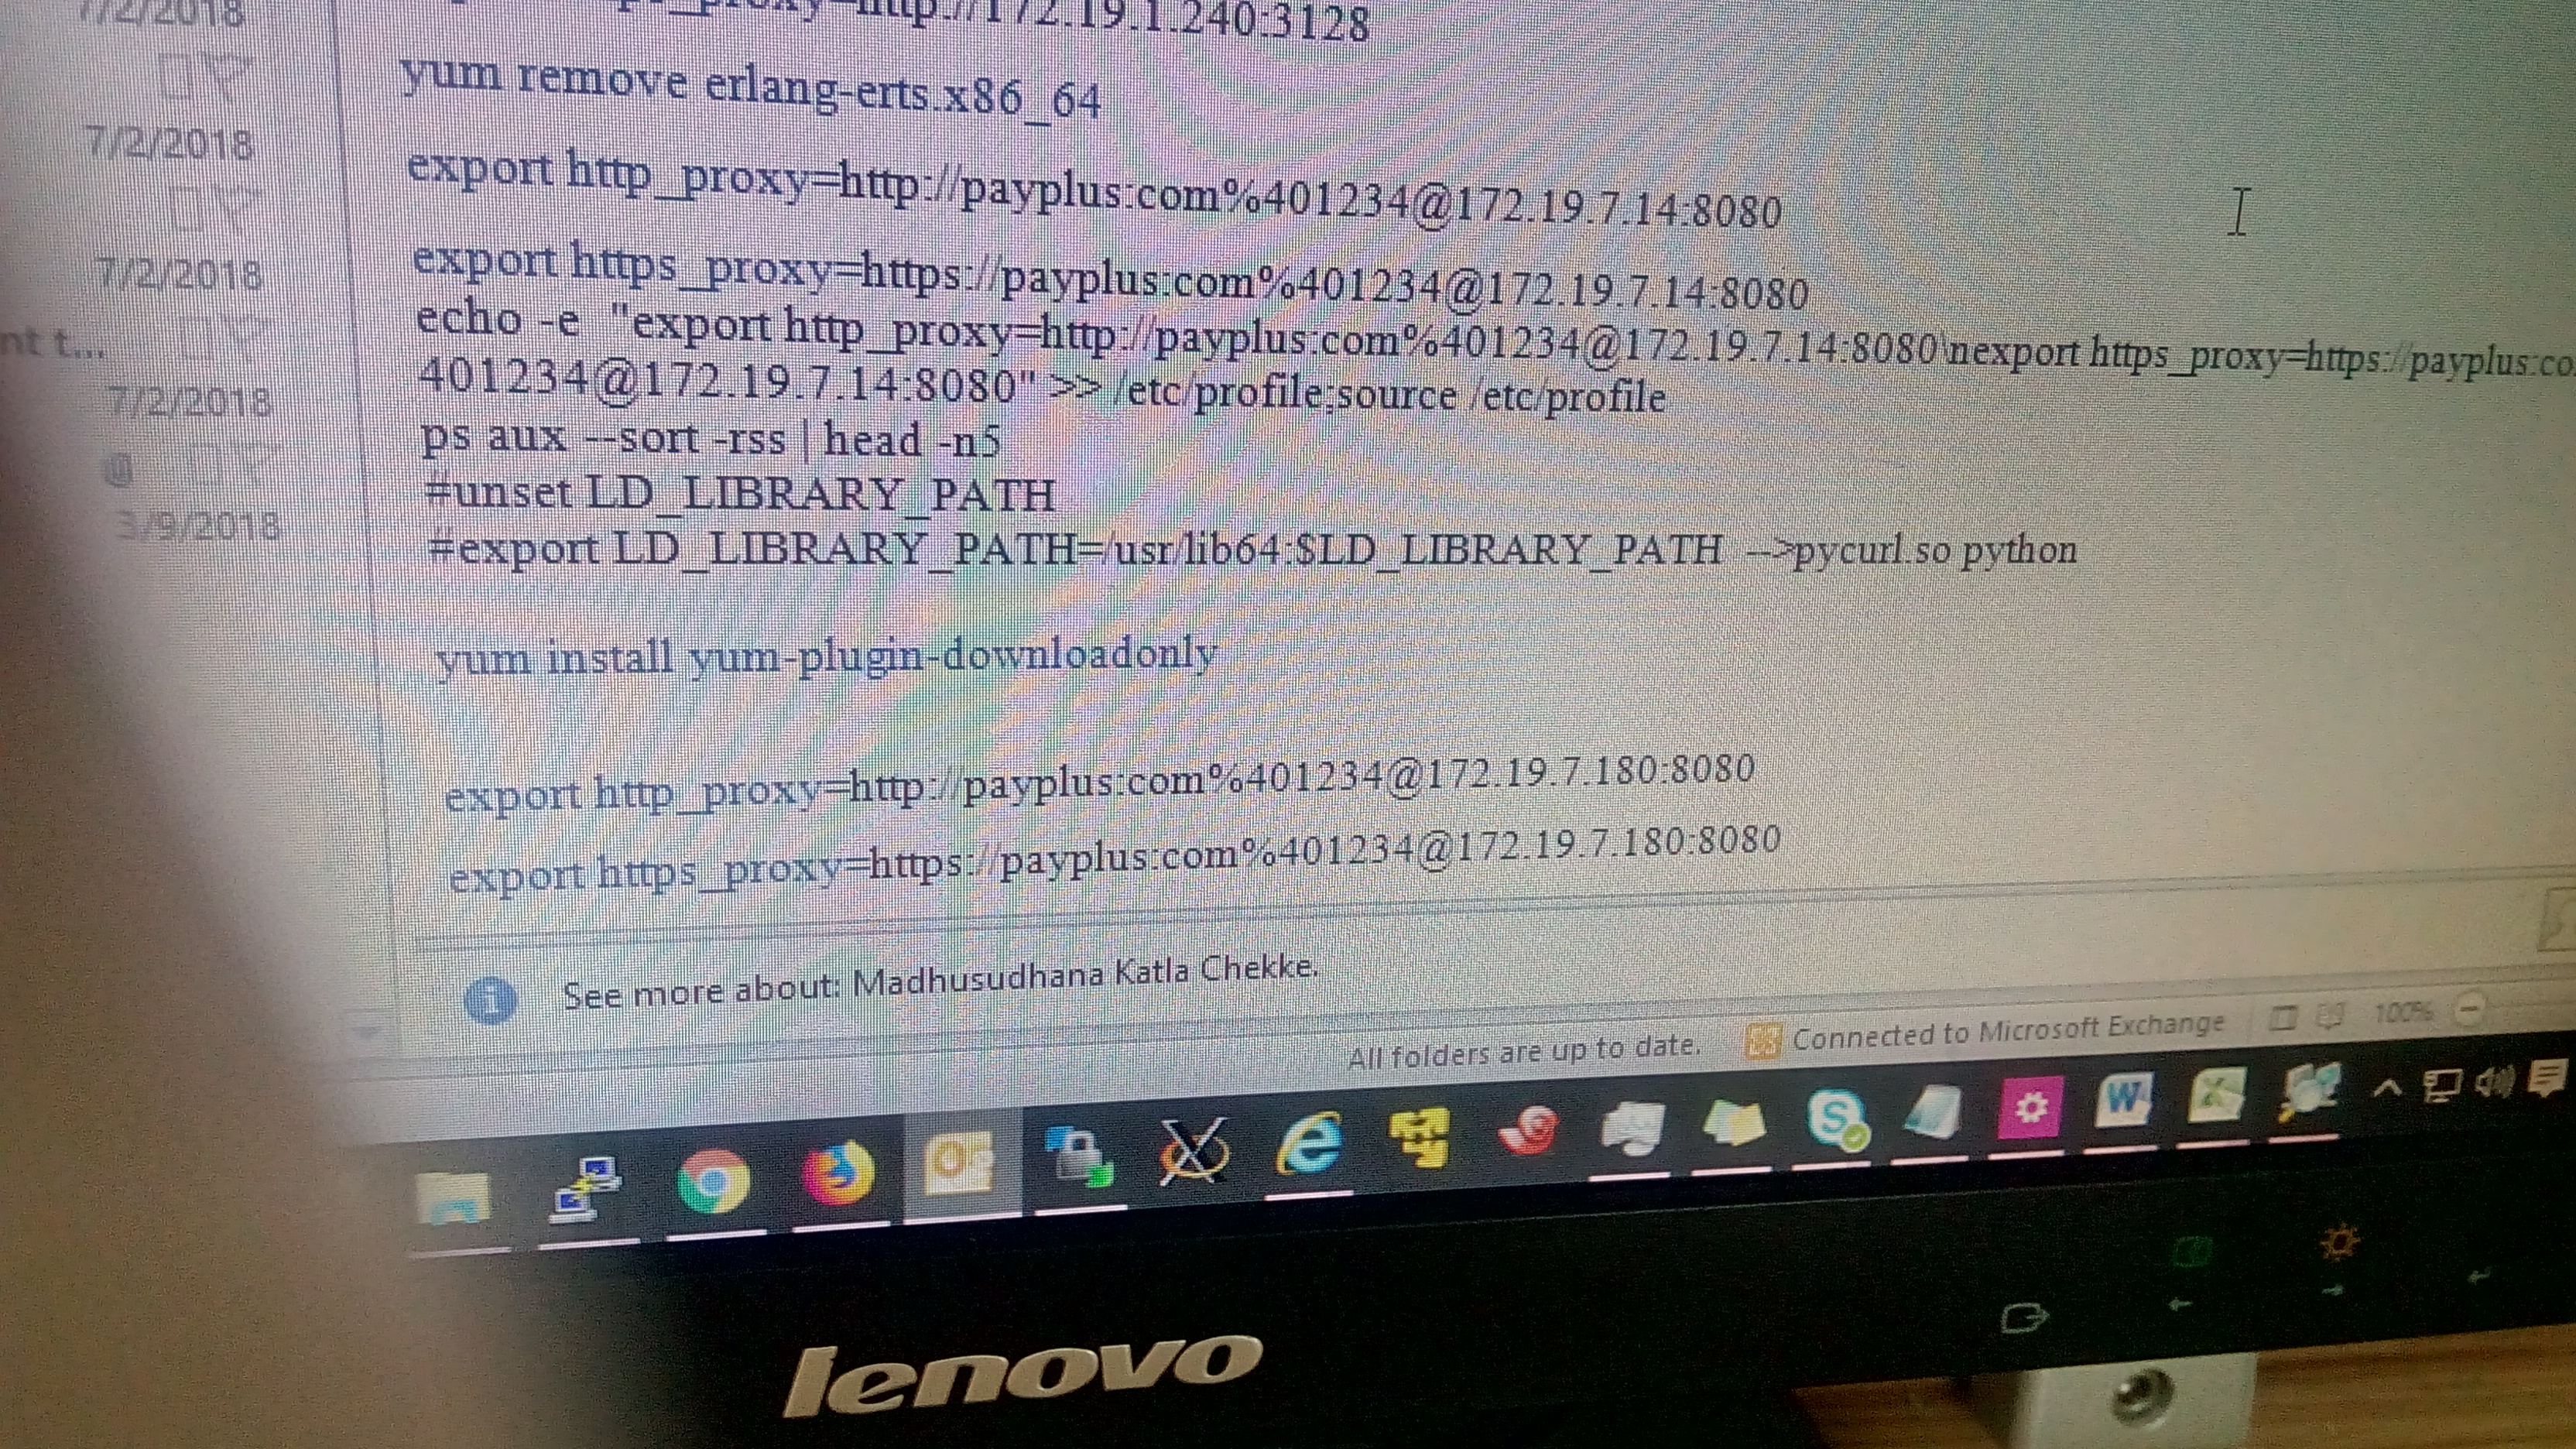 7/2/2018
_proxy=http://172.19.1.240:3128
yum remove erlang-erts.x86_64
7/2/2018
export http_proxy=http://payplus:com%401234@172.19.7.14:8080
7/2/2018
export https_proxy=https://payplus:com%401234@172.19.7.14:8080
echo -e "export http_proxy=http://payplus:com%401234@172.19.7.14:8080\nexport https_proxy=https://payplus:co
nt t...
401234@172.19.7.14:8080" >> /etc/profile;source /etc/profile
7/2/2018
ps aux --sort -rss | head -n5
#unset LD_LIBRARY_PATH
3/9/2018
#export LD_LIBRARY_PATH=/usr/lib64:$LD_LIBRARY_PATH -->pycurl.so python
yum install yum-plugin-downloadonly
export http_proxy=http://payplus:com%401234@172.19.7.180:8080
export https_proxy=https://payplus:com%401234@172.19.7.180:8080
See more about: Madhusudhana Katla Chekke.
All folders are up to date. Connected to Microsoft Exchange 100%
lenovo